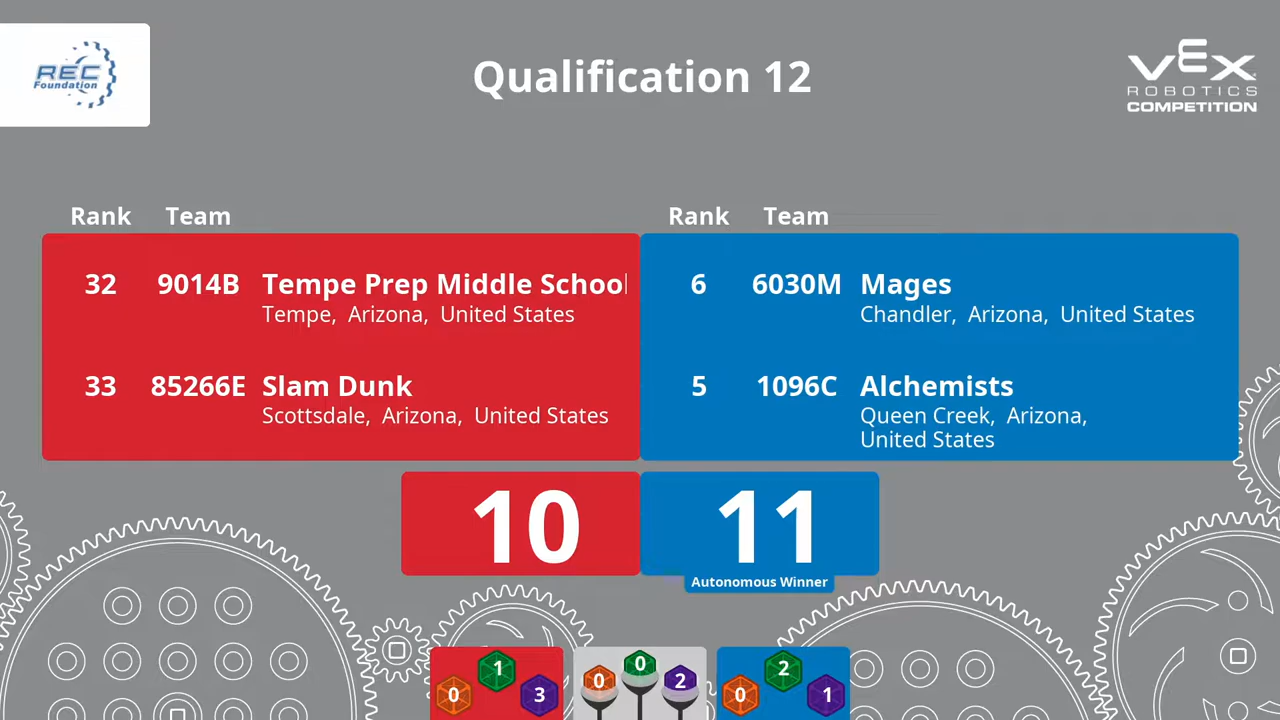 REC
Foundation
Qualification 12
VEX
ROBOTICS
COMPETITION
Rank Team
32 9014B Tempe Prep Middle School
Tempe, Arizona, United States
33 85266E Slam Dunk
Scottsdale, Arizona, United States
Rank Team
6 6030M Mages
Chandler, Arizona, United States
5 1096C Alchemists
Queen Creek, Arizona,
United States
10 11
Autonomous Winner
0 1 3
0 0 2
0 2 1